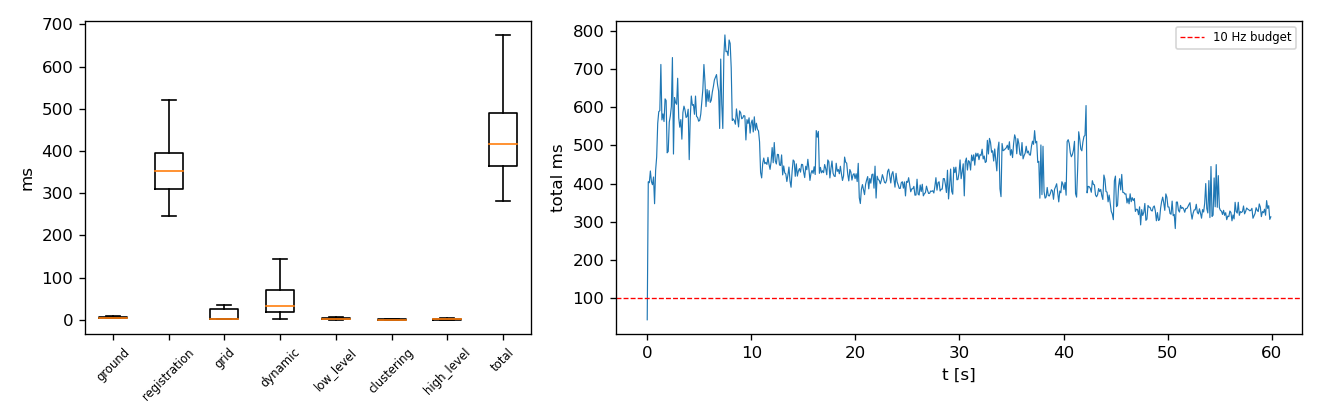 700
600
500
400
300
200
100
0
ms
ground
registration
grid
dynamic
low_level
clustering
high_level
total
800
700
600
500
400
300
200
100
total ms
10 Hz budget
0 10 20 30 40 50 60
t [s]